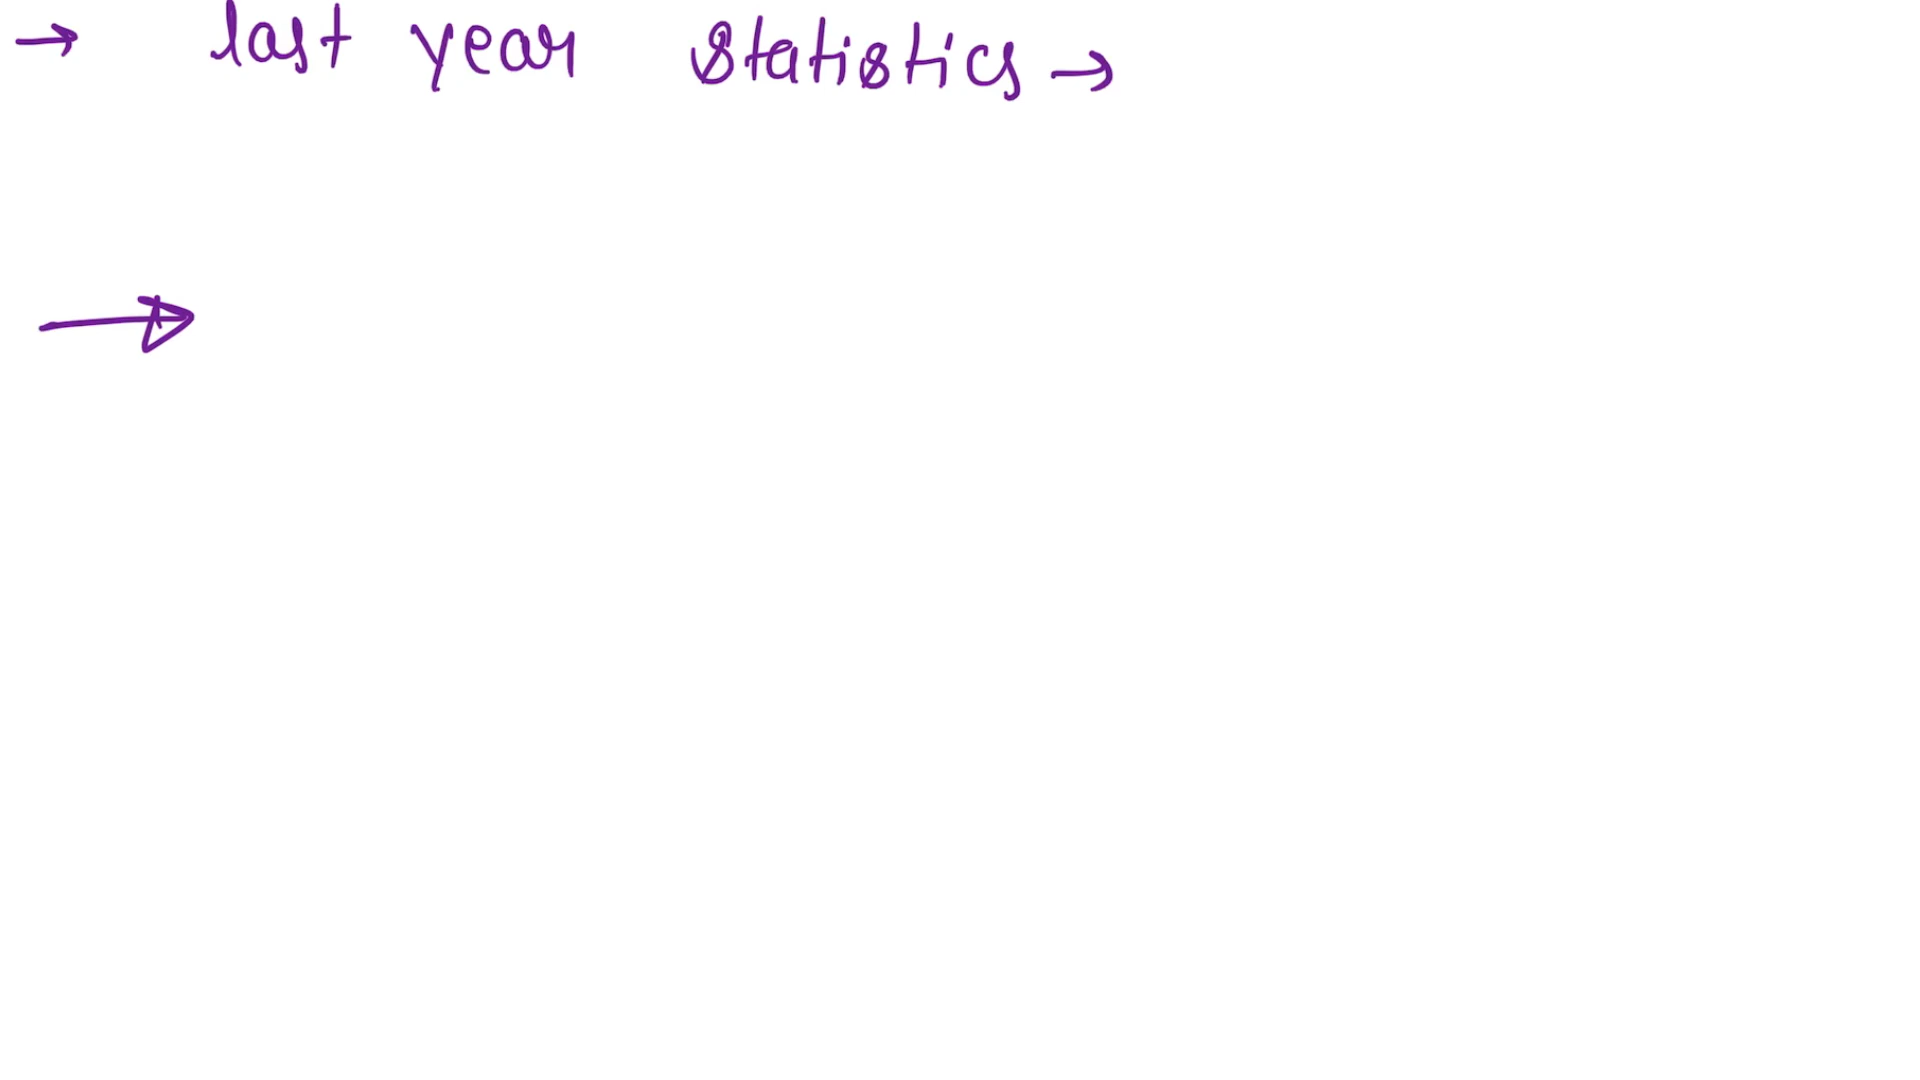 → last year statistics →
→